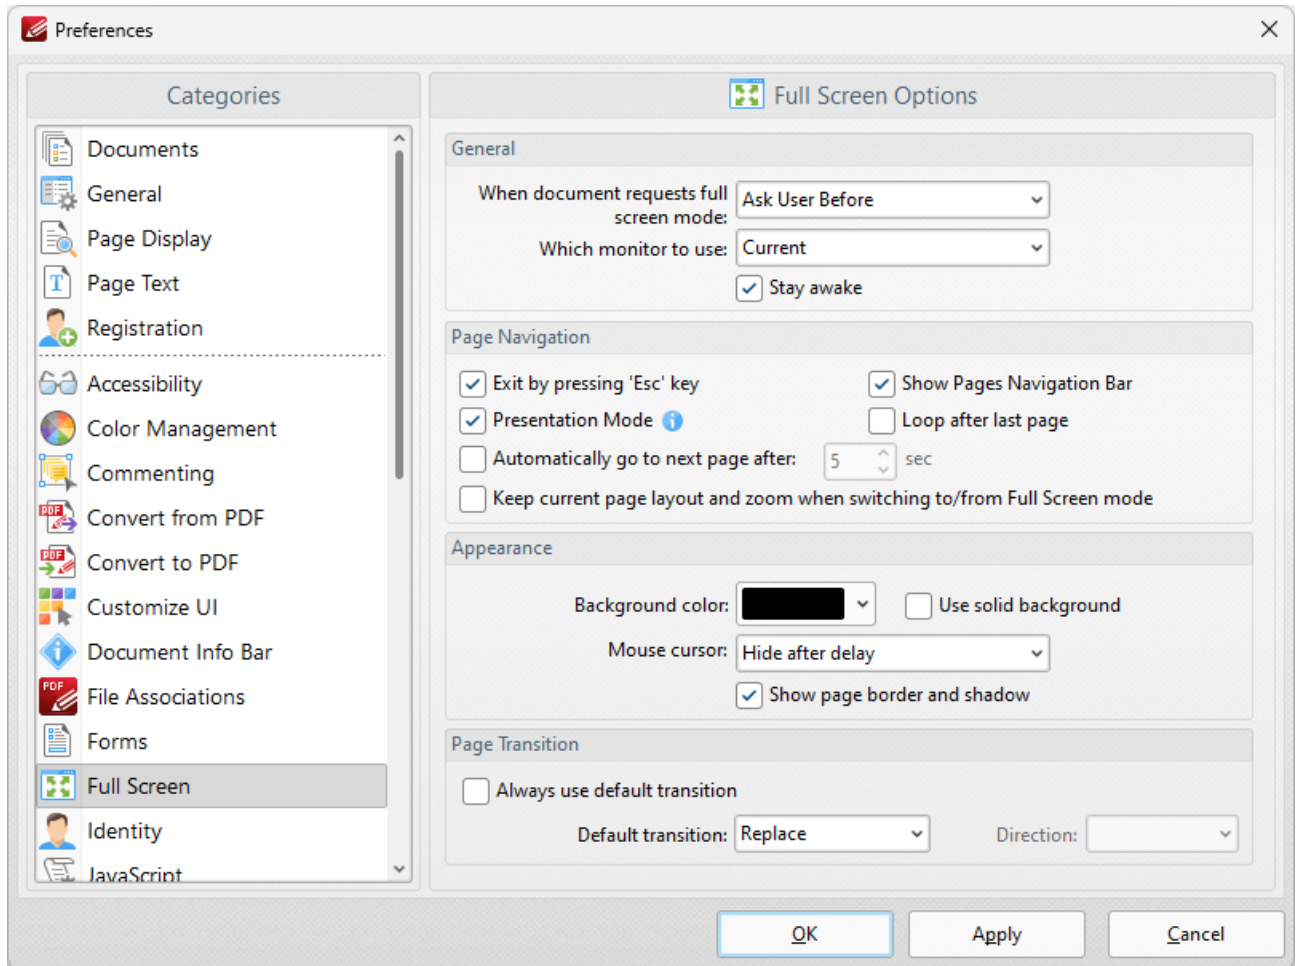 Preferences
Categories
Documents
General
Page Display
Page Text
Registration
Accessibility
Color Management
Commenting
PDF
Convert from PDF
PDF
Convert to PDF
Customize UI
Document Info Bar
PDF
File Associations
Forms
Full Screen
Identity
JavaScript
Full Screen Options
General
When document requests full
screen mode:
Ask User Before
Which monitor to use:
Current
Stay awake
Page Navigation
Exit by pressing 'Esc' key
Show Pages Navigation Bar
Presentation Mode
Loop after last page
Automatically go to next page after:
5
sec
Keep current page layout and zoom when switching to/from Full Screen mode
Appearance
Background color:
Use solid background
Mouse cursor:
Hide after delay
Show page border and shadow
Page Transition
Always use default transition
Default transition:
Replace
Direction:
OK
Apply
Cancel